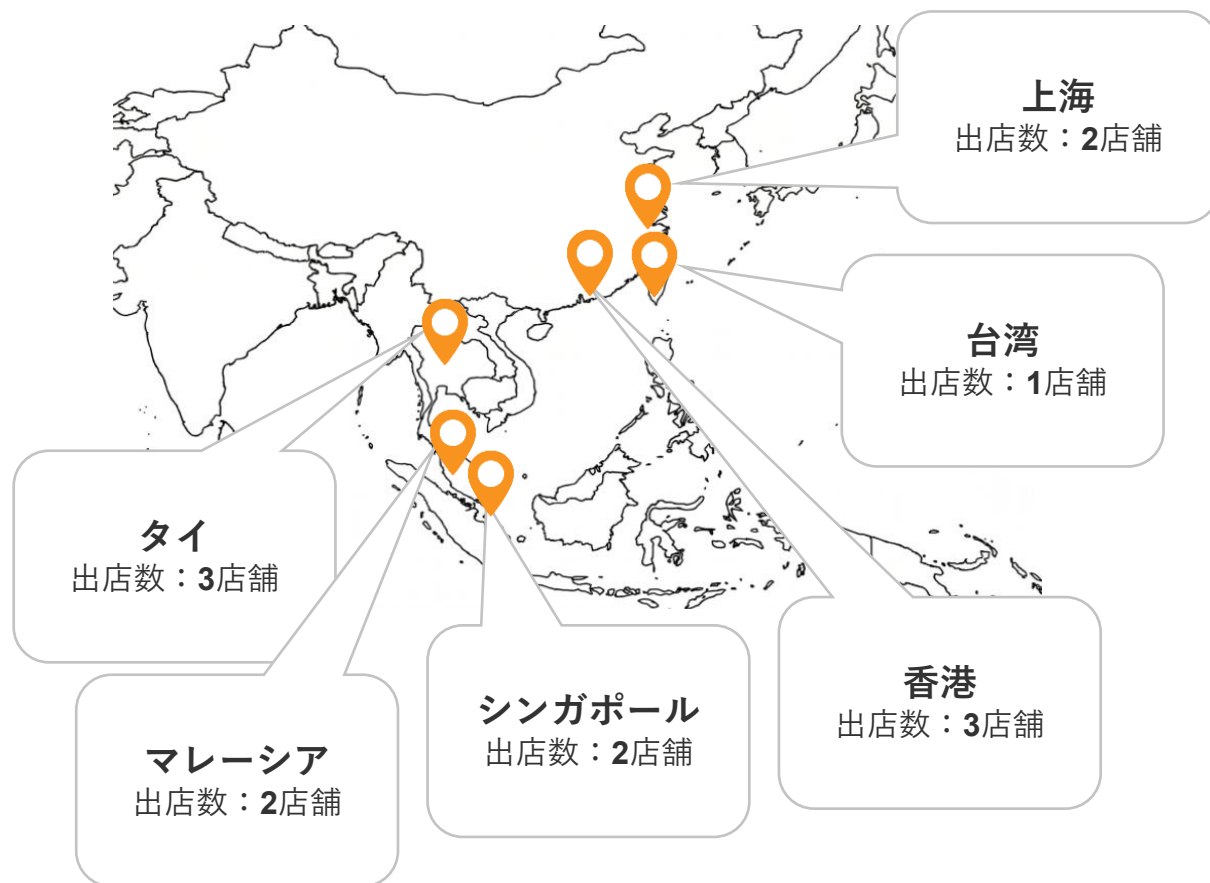 上海
出店数：2店舗
台湾
出店数：1店舗
タイ
出店数：3店舗
香港
出店数：3店舗
シンガポール
出店数：2店舗
マレーシア
出店数：2店舗